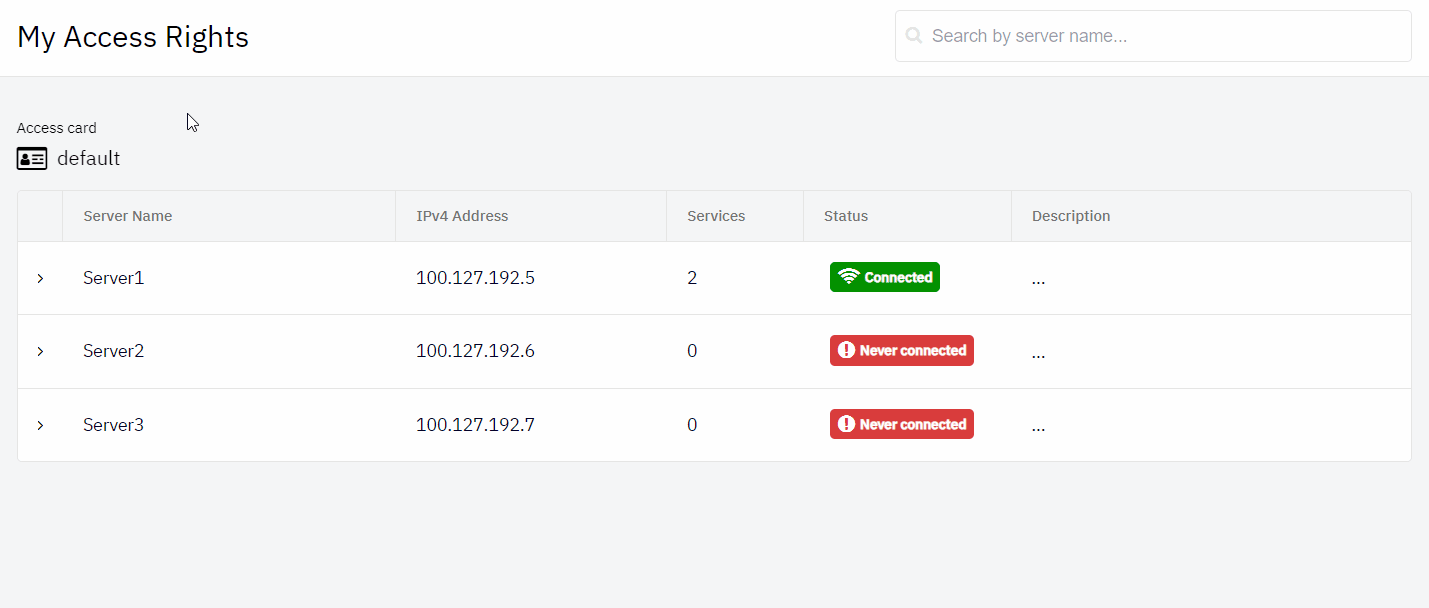 My Access Rights
Search by server name...
Access card
default
Server Name IPv4 Address Services Status Description
Server1 100.127.192.5 2 Connected ...
Server2 100.127.192.6 0 Never connected ...
Server3 100.127.192.7 0 Never connected ...